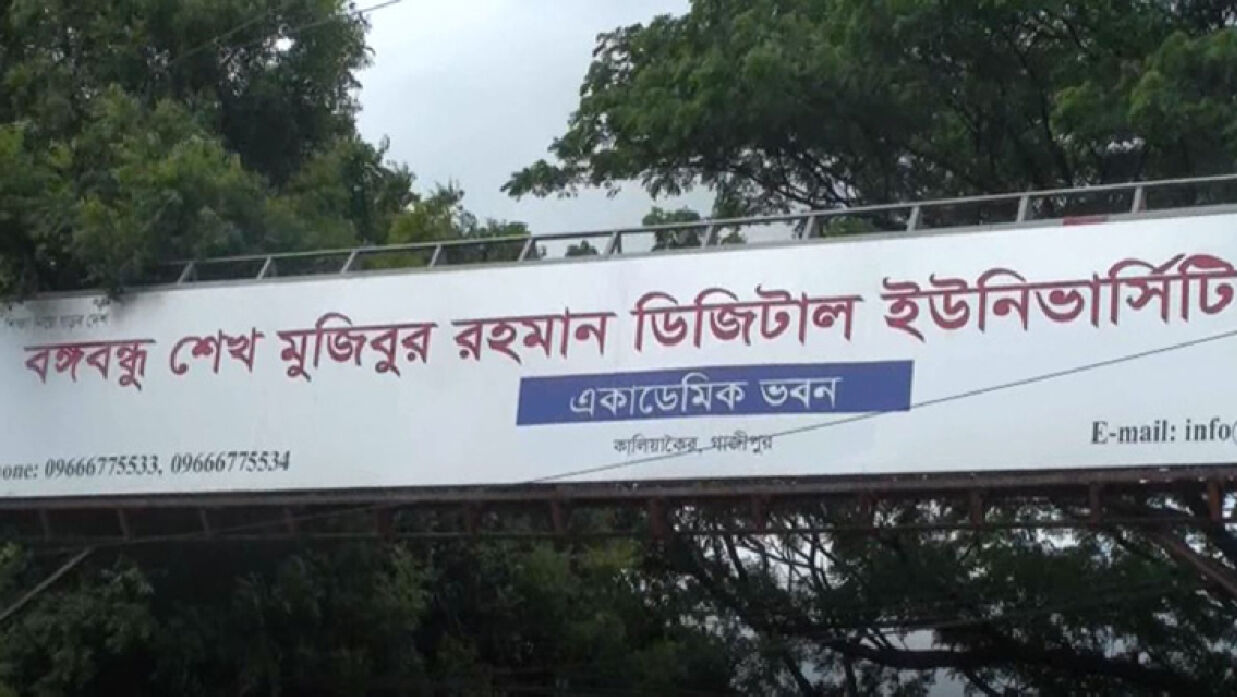 বঙ্গবন্ধু শেখ মুজিবুর রহমান ডিজিটাল ইউনিভার্সিটি
একাডেমিক ভবন
কালিয়াকৈর, গাজীপুর
one: 09666775533, 09666775534
E-mail: info@